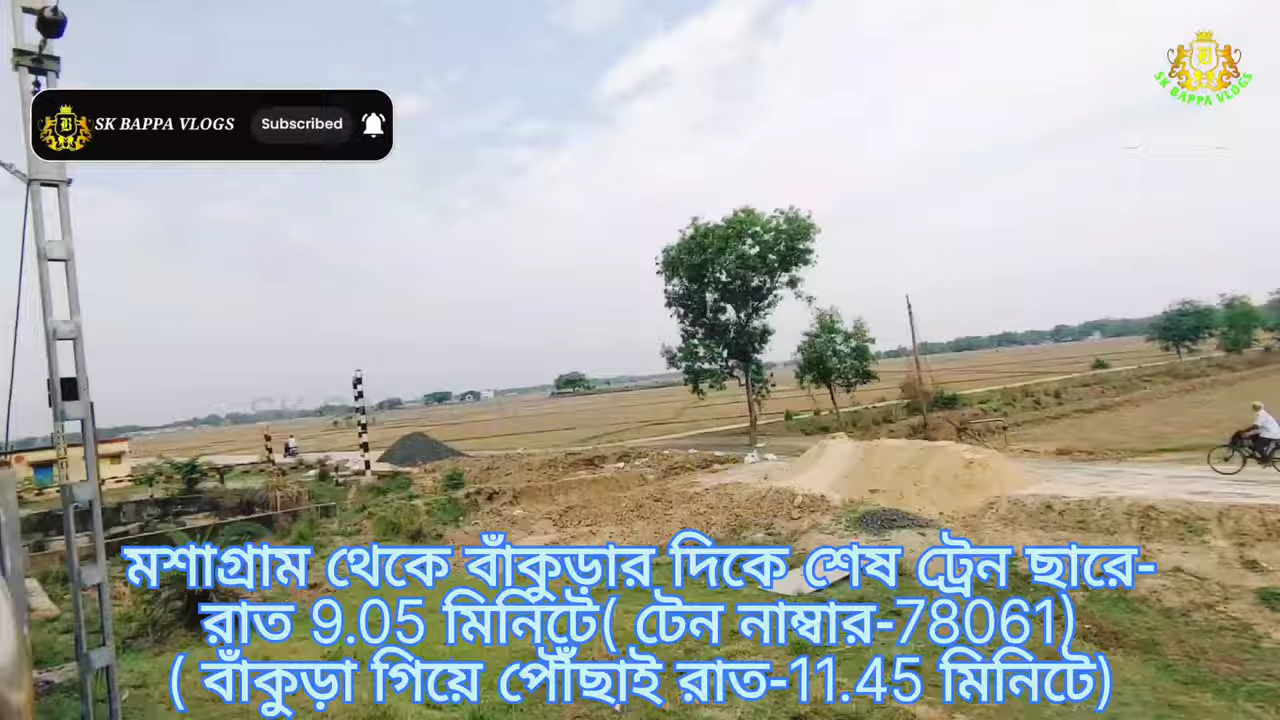 SK BAPPA VLOGS
SK BAPPA VLOGS Subscribed
মশাগ্রাম থেকে বাঁকুড়ার দিকে শেষ ট্রেন ছারে-
রাত 9.05 মিনিটে( টেন নাম্বার-78061)
( বাঁকুড়া গিয়ে পৌঁছাই রাত-11.45 মিনিটে)